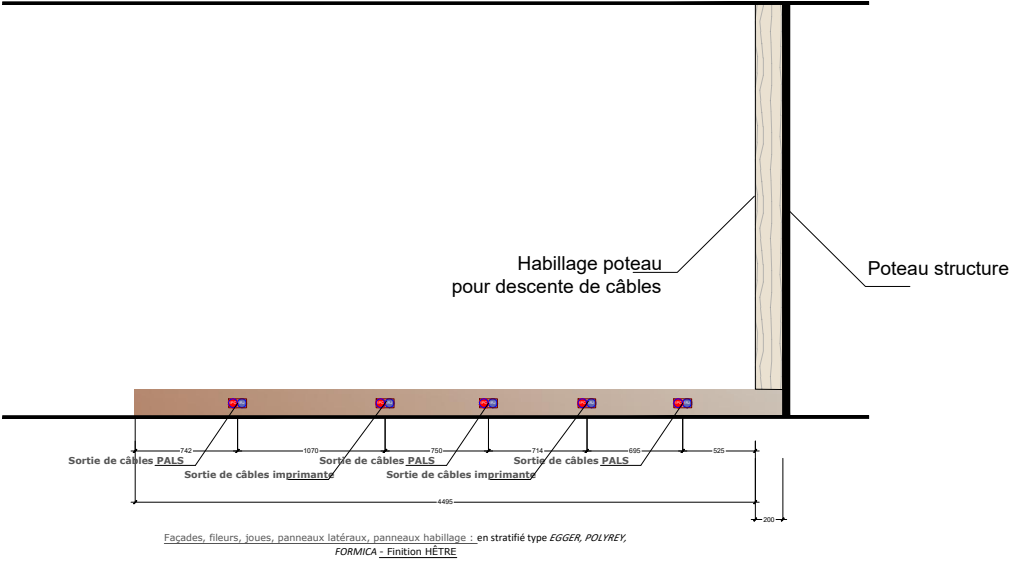 Habillage poteau
pour descente de câbles
Poteau structure
742
1070
750
714
695
525
Sortie de câbles PALS
Sortie de câbles PALS
Sortie de câbles PALS
Sortie de câbles imprimante
Sortie de câbles imprimante
4495
200
Façades, fileurs, joues, panneaux latéraux, panneaux habillage : en stratifié type EGGER, POLYREY,
FORMICA - Finition HÊTRE